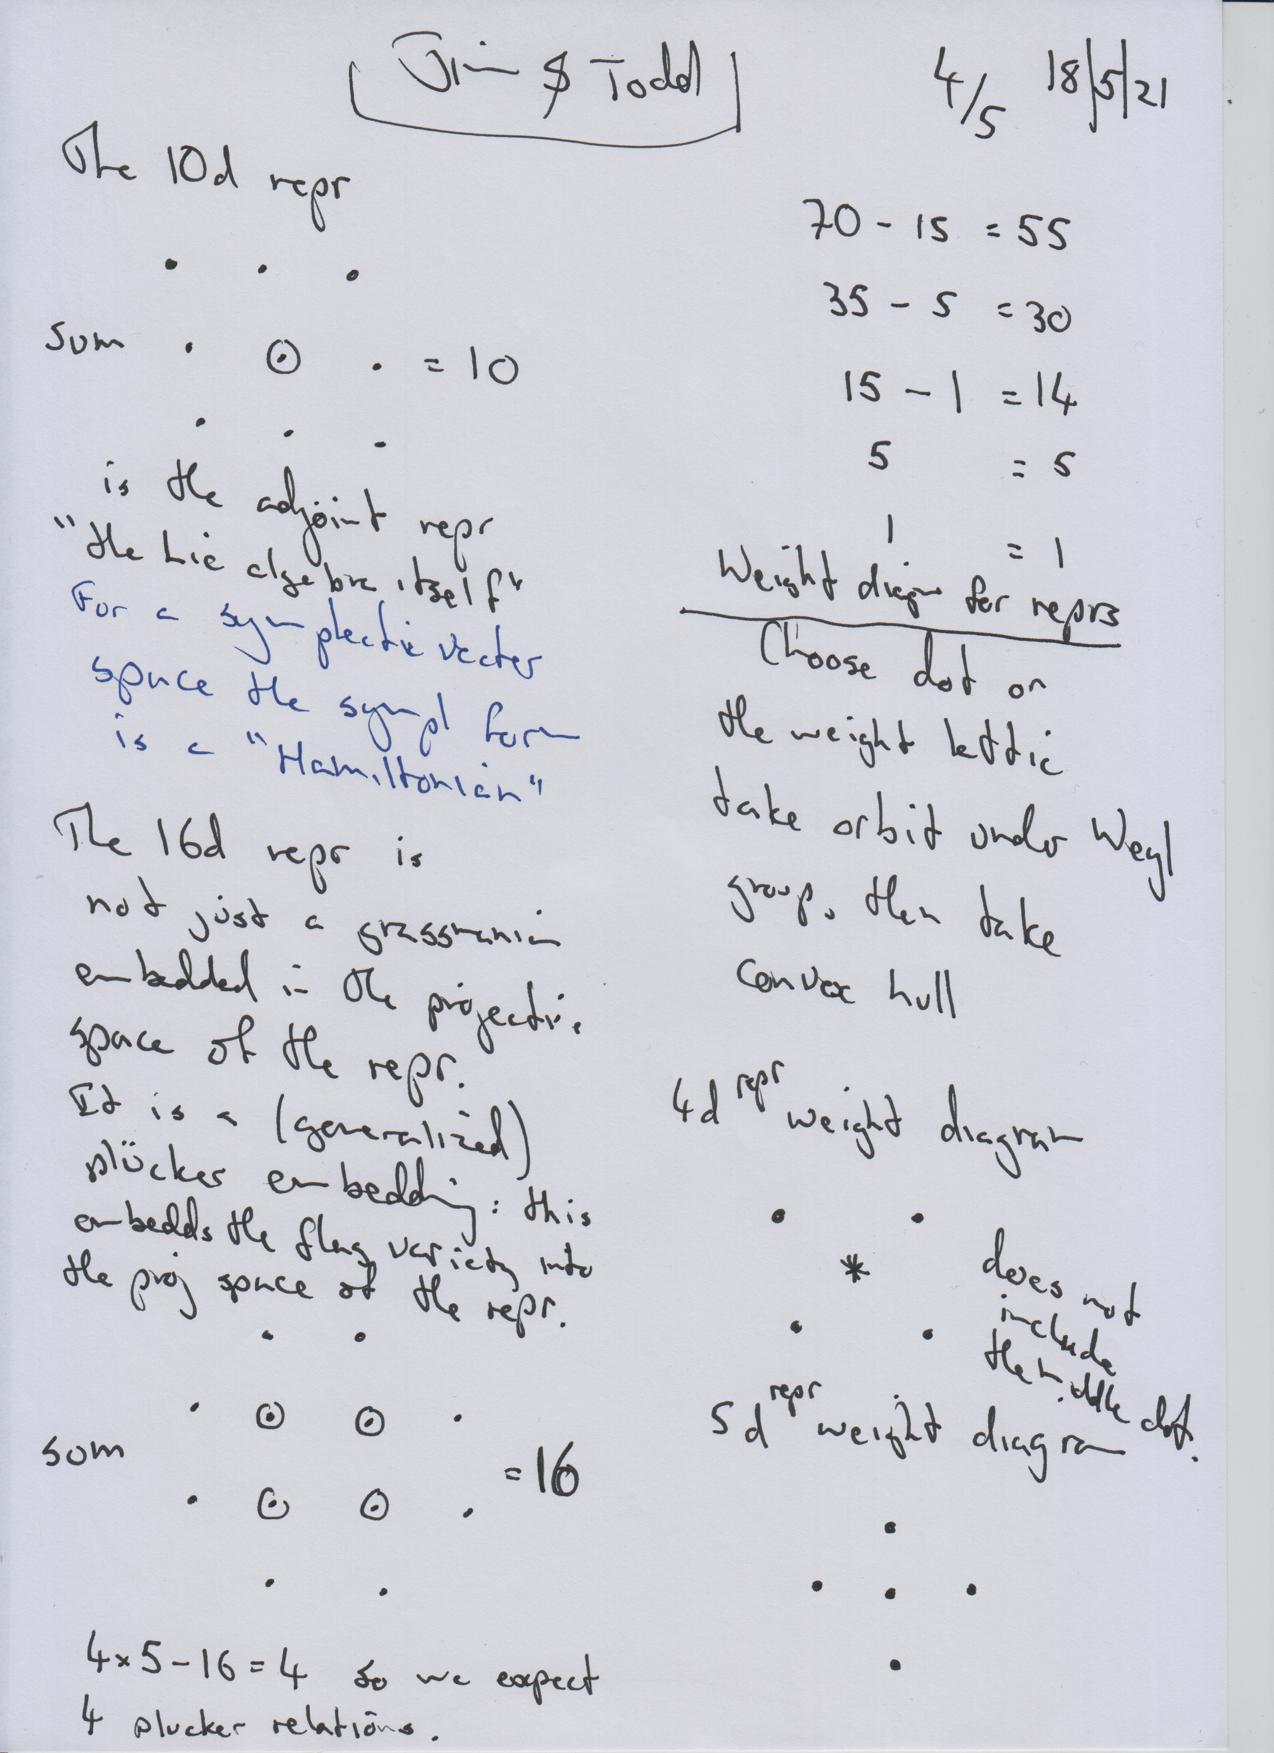 Jim & Todd
4/5 18/5/21
The 10d repr
sum = 10
is the adjoint repr
"the Lie algebra itself"
For a symplectic vector
space the sympl form
is a "Hamiltonian"
The 16d repr is
not just a grassmanian
embedded in the projective
space of the repr.
It is a (generalized)
plücker embedding: this
embedds the flag variety into
the proj space of the repr.
sum = 16
4×5-16=4 so we expect
4 plucker relations.
70 - 15 = 55
35 - 5 = 30
15 - 1 = 14
5 = 5
1 = 1
Weight diagm for reprs
Choose dot on
the weight lattic
take orbit under Weyl
group, then take
convex hull
4d repr weight diagram
*
does not
include
the middle dot.
5d repr weight diagram